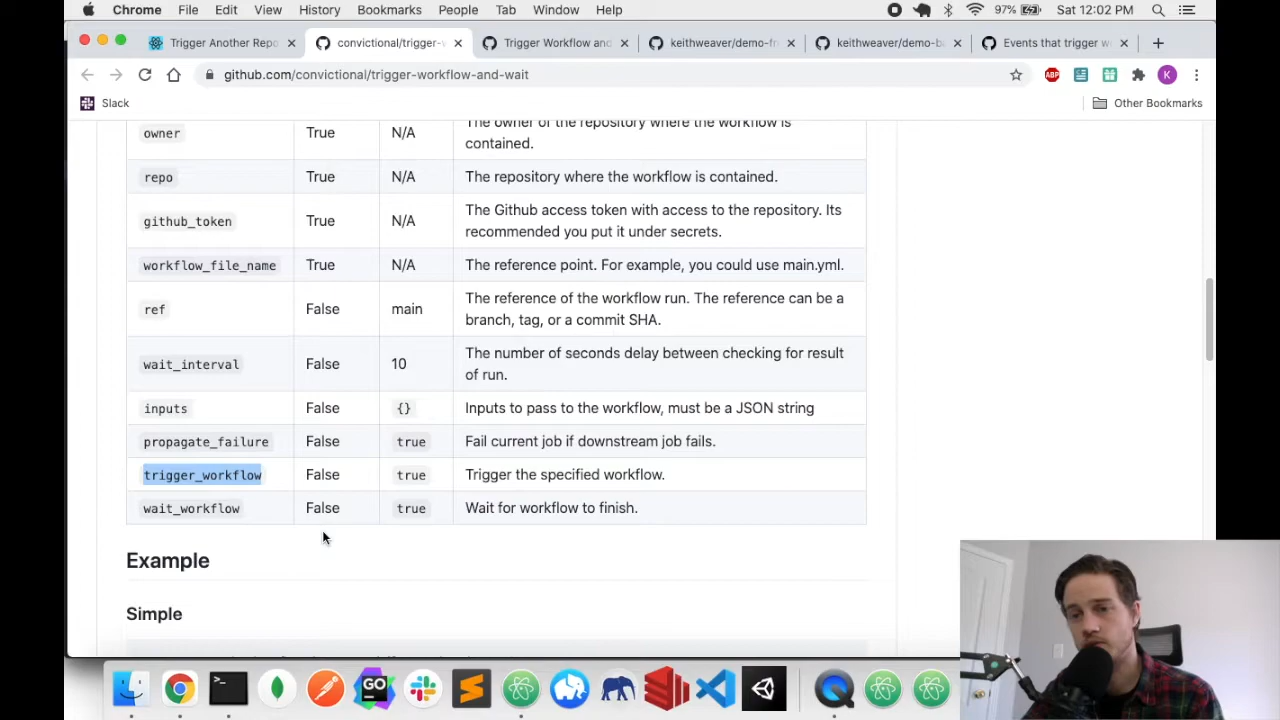 Chrome File Edit View History Bookmarks People Tab Window Help 97% Sat 12:02 PM
Trigger Another Repo convictional/trigger-w Trigger Workflow and keithweaver/demo-fr keithweaver/demo-b Events that trigger w
github.com/convictional/trigger-workflow-and-wait ABP K
Slack Other Bookmarks
owner True N/A The owner of the repository where the workflow is
contained.
repo True N/A The repository where the workflow is contained.
github_token True N/A The Github access token with access to the repository. Its
recommended you put it under secrets.
workflow_file_name True N/A The reference point. For example, you could use main.yml.
ref False main The reference of the workflow run. The reference can be a
branch, tag, or a commit SHA.
wait_interval False 10 The number of seconds delay between checking for result
of run.
inputs False {} Inputs to pass to the workflow, must be a JSON string
propagate_failure False true Fail current job if downstream job fails.
trigger_workflow False true Trigger the specified workflow.
wait_workflow False true Wait for workflow to finish.
Example
Simple
GO